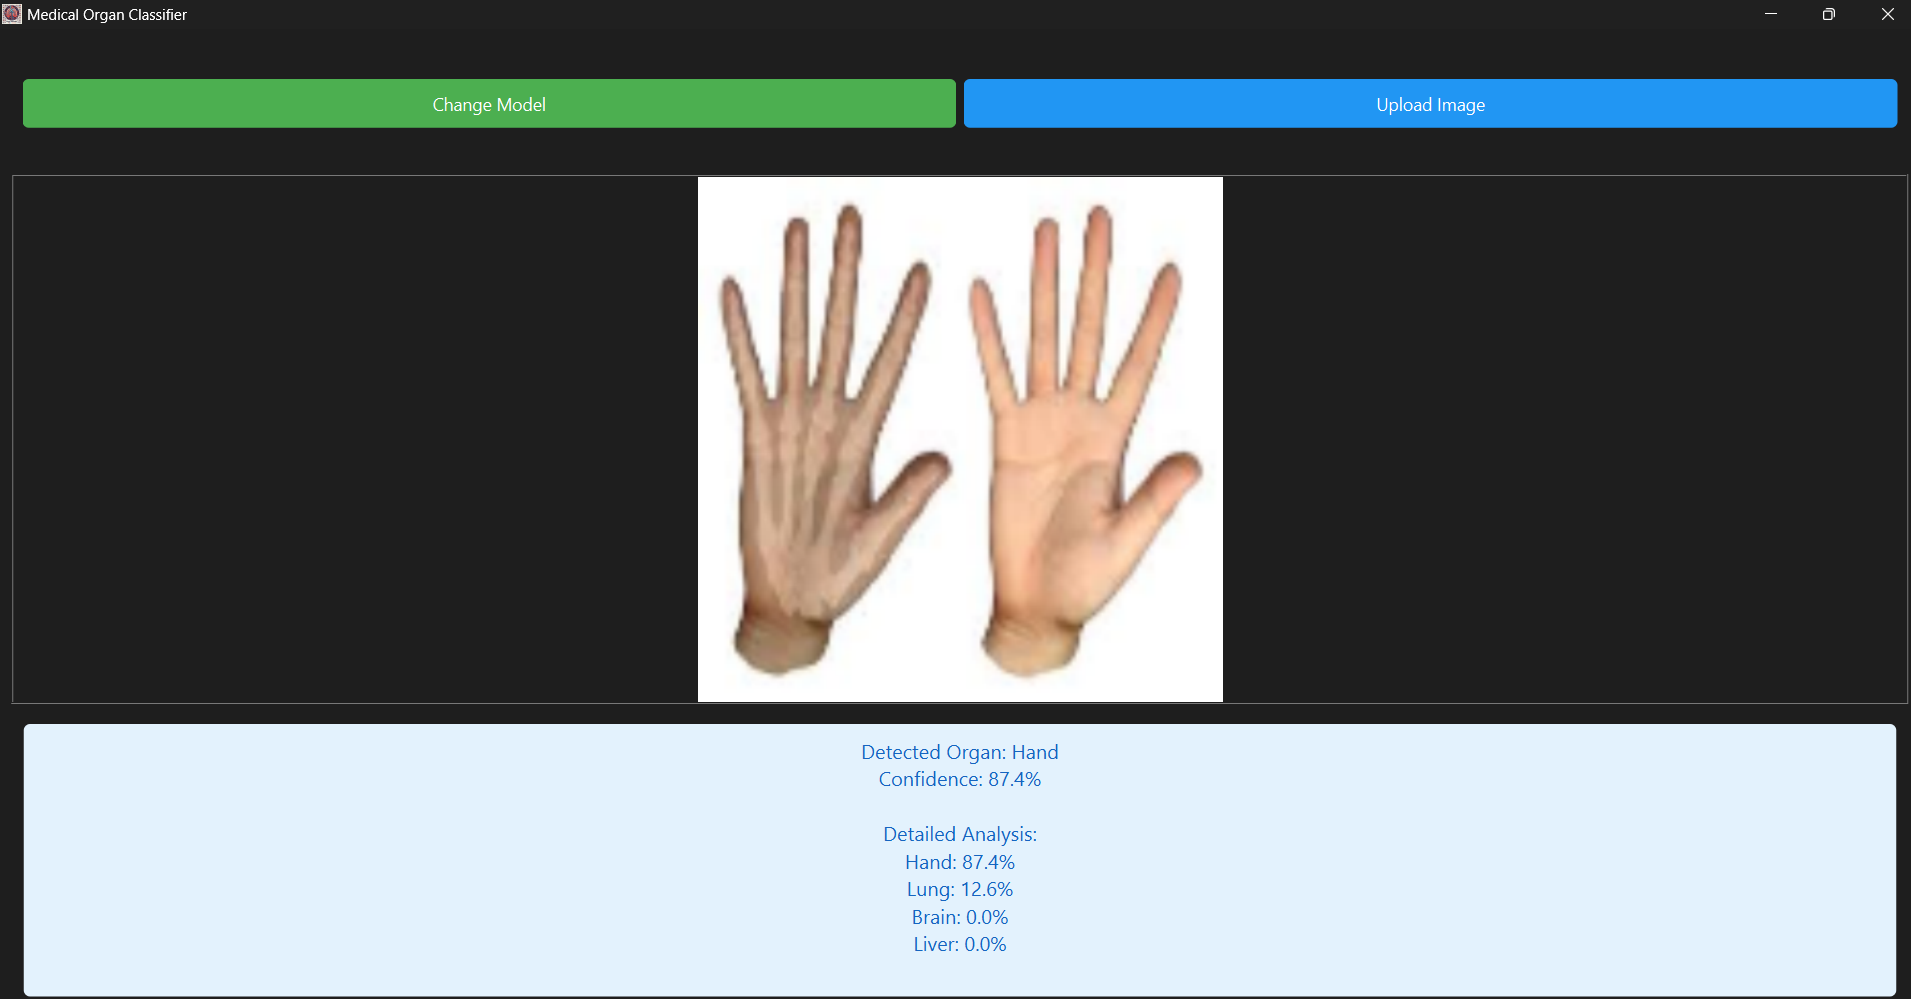 Medical Organ Classifier
Change Model
Upload Image
Detected Organ: Hand
Confidence: 87.4%
Detailed Analysis:
Hand: 87.4%
Lung: 12.6%
Brain: 0.0%
Liver: 0.0%